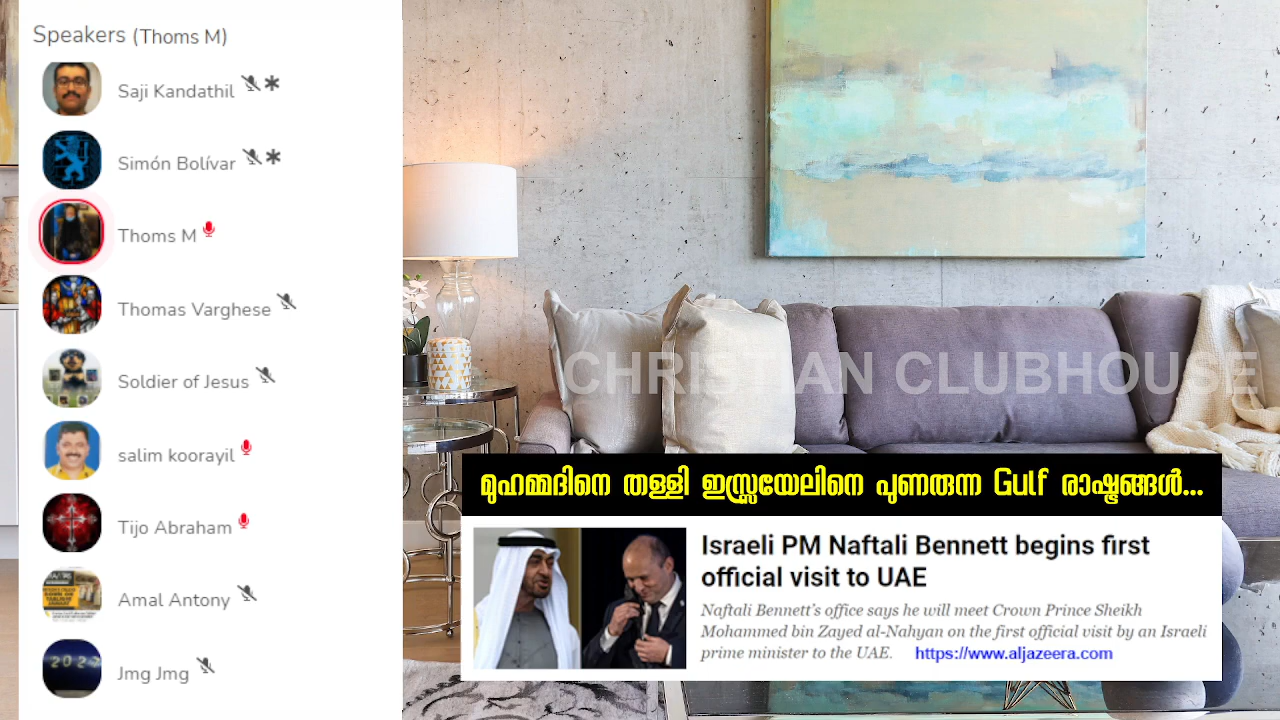 Speakers (Thoms M)
Saji Kandathil
Simón Bolívar
Thoms M
Thomas Varghese
Soldier of Jesus
salim koorayil
Tijo Abraham
Amal Antony
Jmg Jmg
CHRISTIAN CLUBHOUSE
മുഹമ്മദിനെ തള്ളി ഇസ്സ്രയേലിനെ പുണരുന്ന Gulf രാഷ്ട്രങ്ങൾ...
Israeli PM Naftali Bennett begins first
official visit to UAE
Naftali Bennett's office says he will meet Crown Prince Sheikh
Mohammed bin Zayed al-Nahyan on the first official visit by an Israeli
prime minister to the UAE. https://www.aljazeera.com